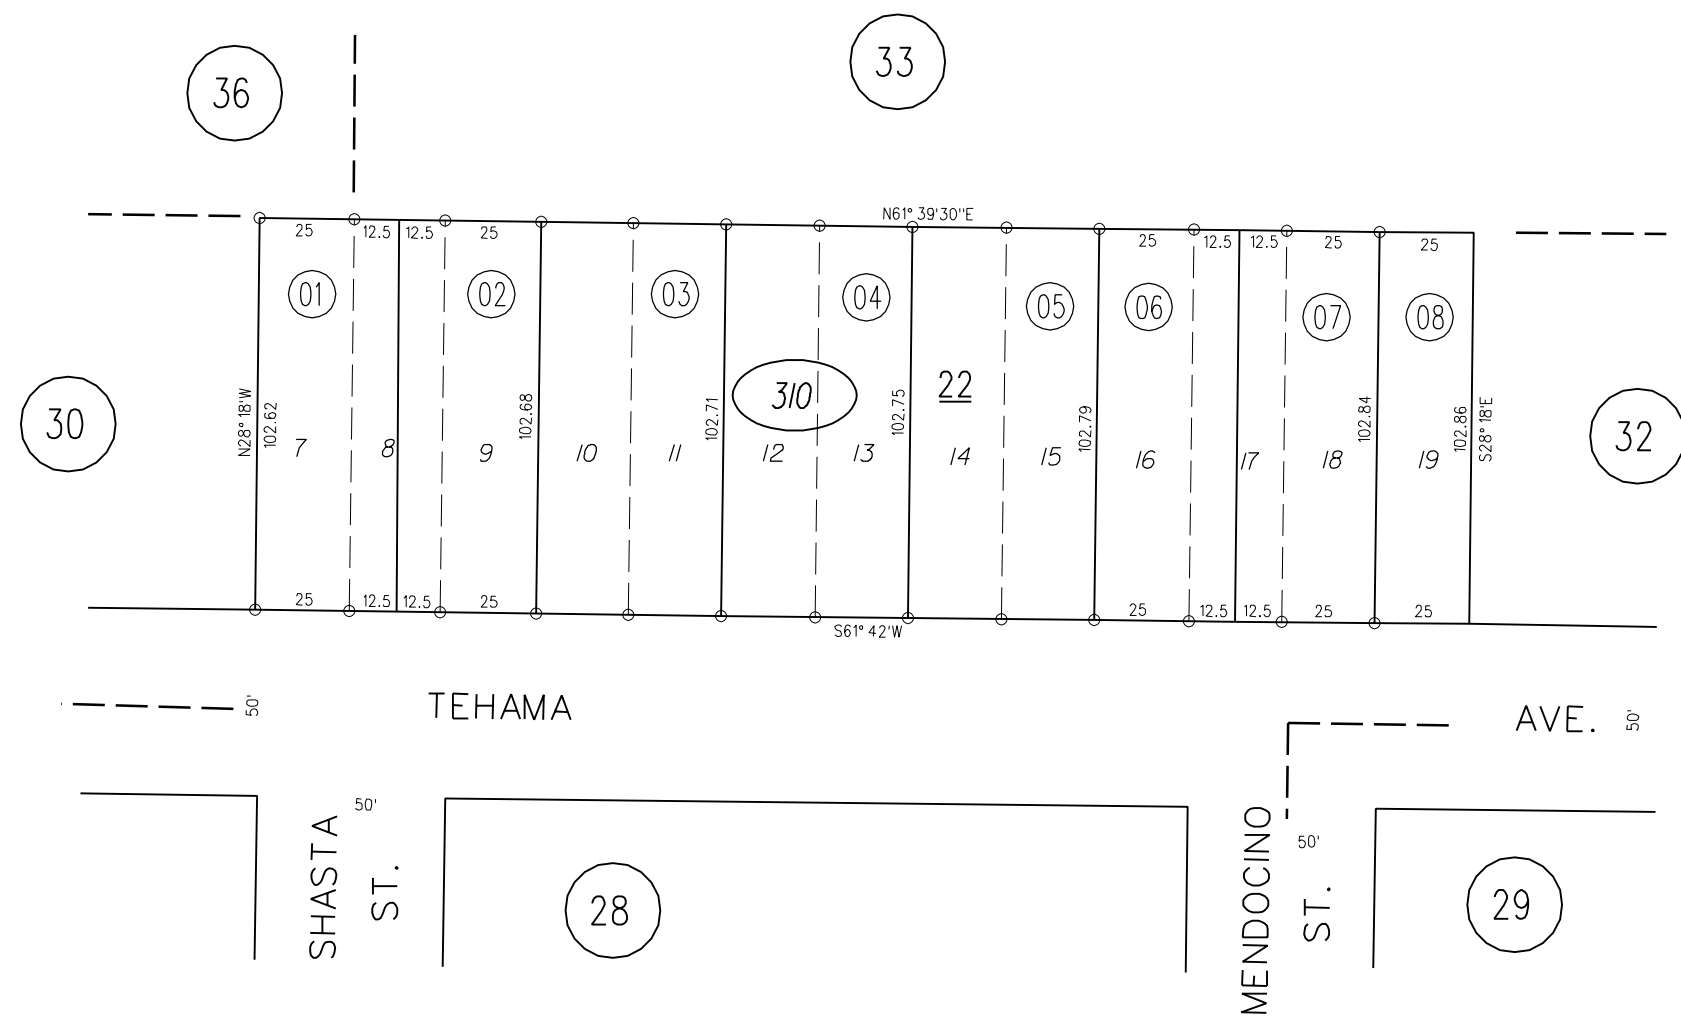 33
36
N61° 39'30"E
25 12.5 12.5 25 25 12.5 12.5 25 25
01 02 03 04 05 06 07 08
310
22
30
32
N28° 18'W
102.62
102.68
102.71
102.75
102.79
102.84
102.86
S28° 18'E
7 8 9 10 11 12 13 14 15 16 17 18 19
25 12.5 12.5 25 25 12.5 12.5 25 25
S61° 42'W
50'
TEHAMA
AVE.
50'
SHASTA
ST.
50'
MENDOCINO
ST.
50'
28
29